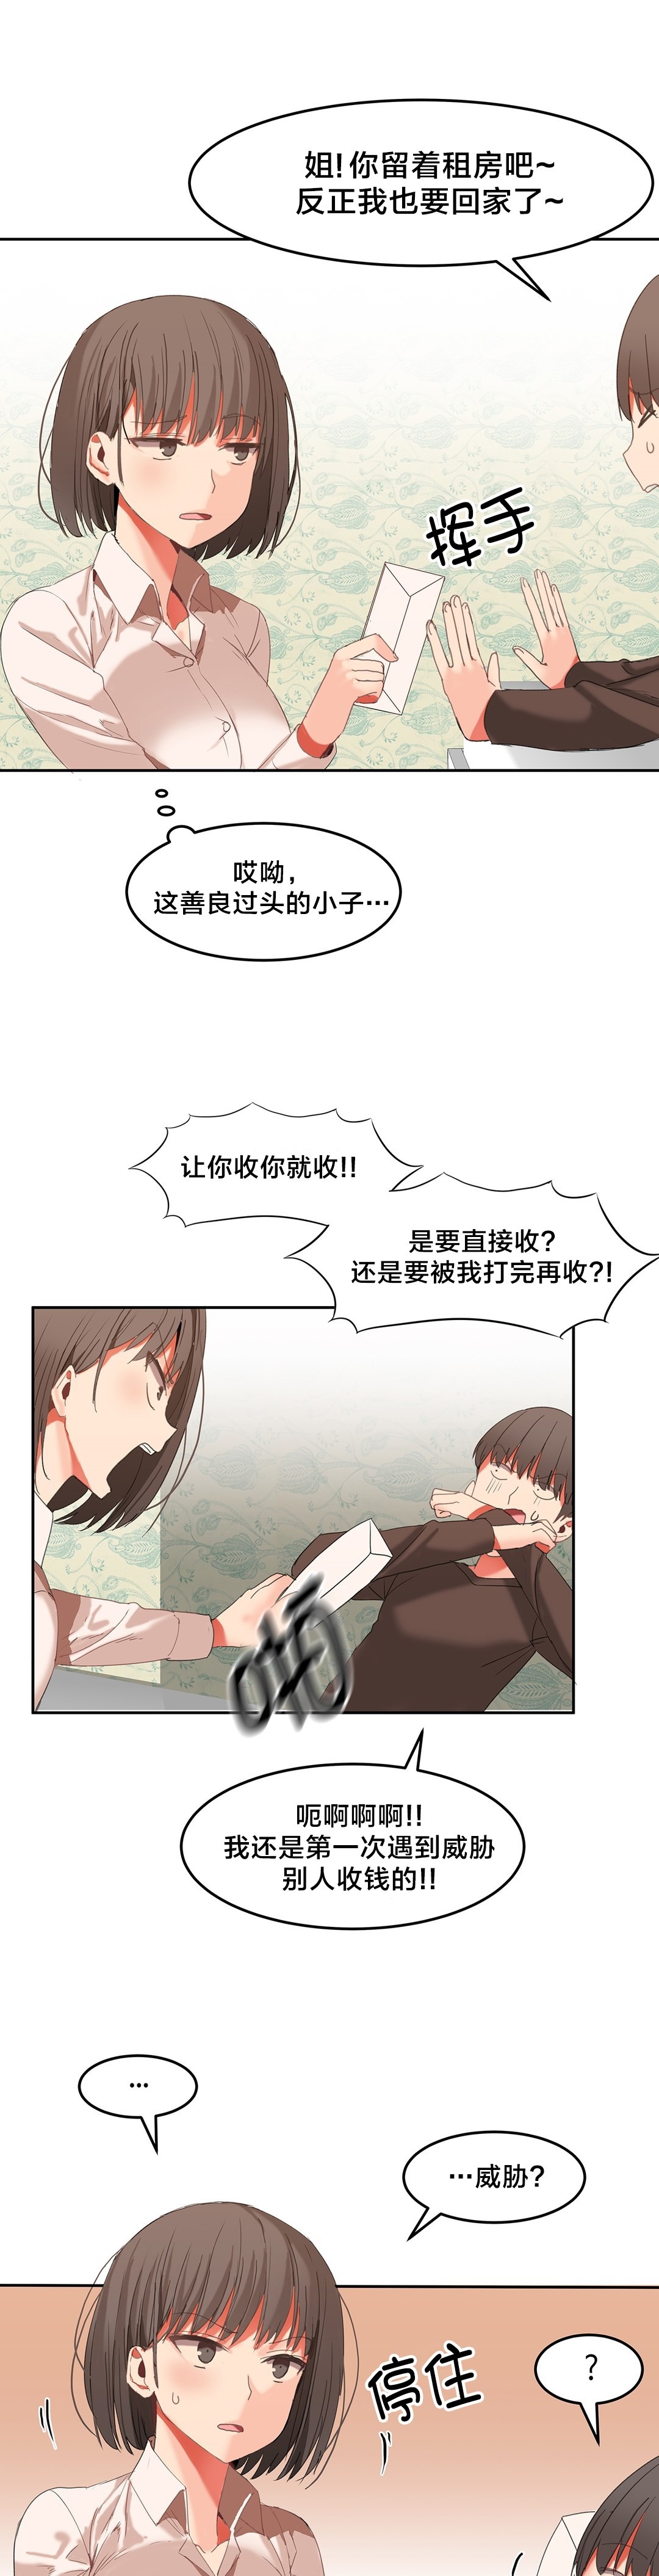 姐!你留着租房吧~
反正我也要回家了~
挥手
哎呦,
这善良过头的小子…
让你收你就收!!
是要直接收?
还是要被我打完再收?!
啪
呃啊啊啊!!
我还是第一次遇到威胁
别人收钱的!!
…
…威胁?
停住
?